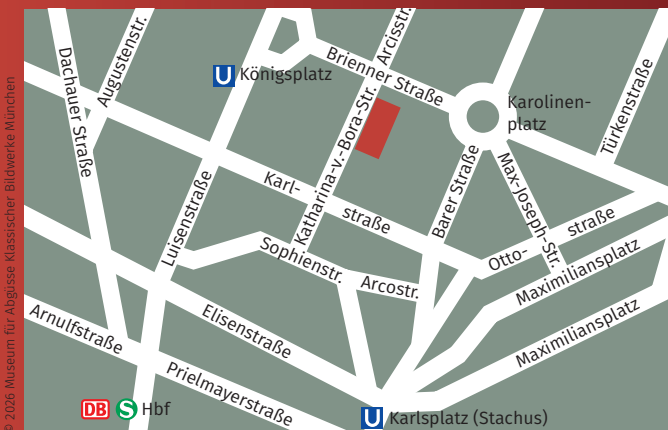 Dachauer Straße
Augustenstr.
U Königsplatz
Brienner Straße
Arcisstr.
Katharina-v.-Bora-Str.
Karolinen-
platz
Türkenstraße
Luisenstraße
Karl-
straße
Barer Straße
Max-Joseph-Str.
Sophienstr.
Arcostr.
Otto-
straße
Maximiliansplatz
Maximiliansplatz
Arnulfstraße
Elisenstraße
Prielmayerstraße
DB S Hbf
U Karlsplatz (Stachus)
© 2026 Museum für Abgüsse Klassischer Bildwerke München